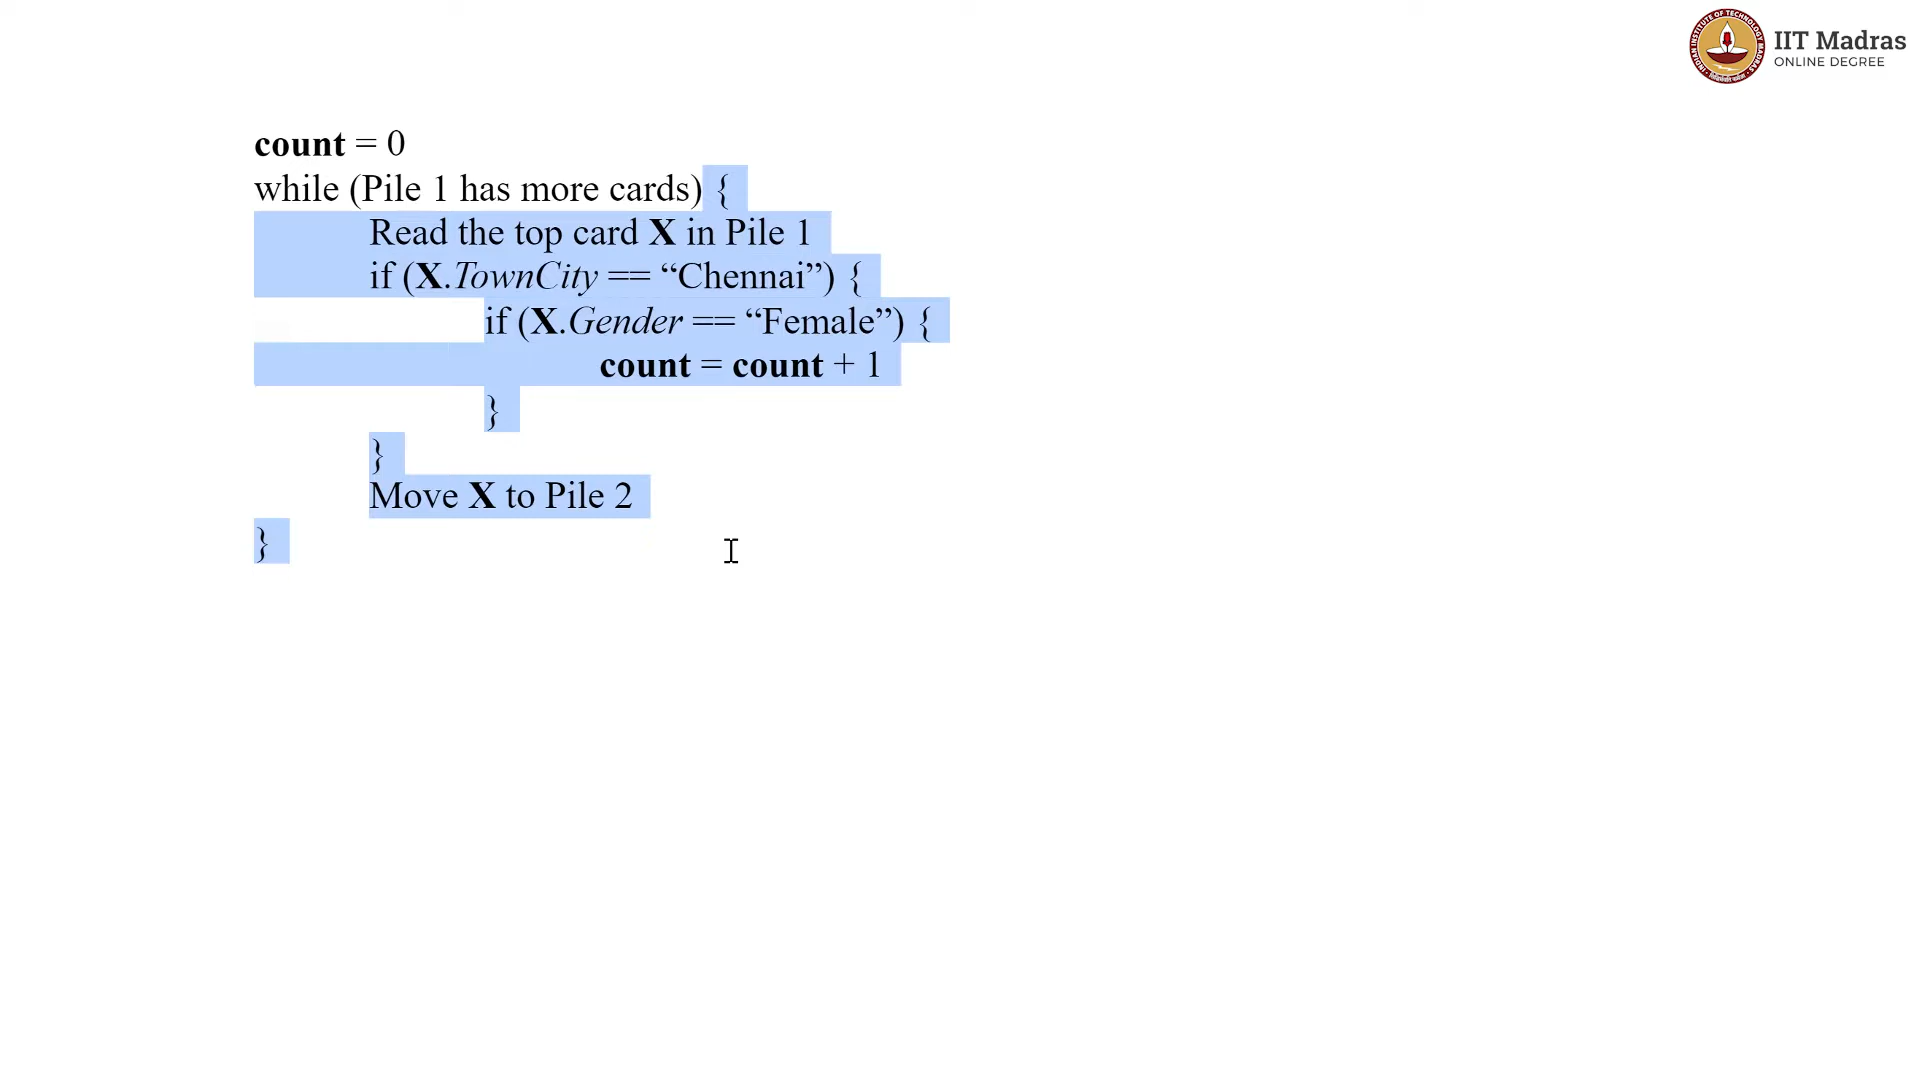 IIT Madras
ONLINE DEGREE
count = 0
while (Pile 1 has more cards) {
Read the top card X in Pile 1
if (X.TownCity == “Chennai”) {
if (X.Gender == “Female”) {
count = count + 1
}
}
Move X to Pile 2
}